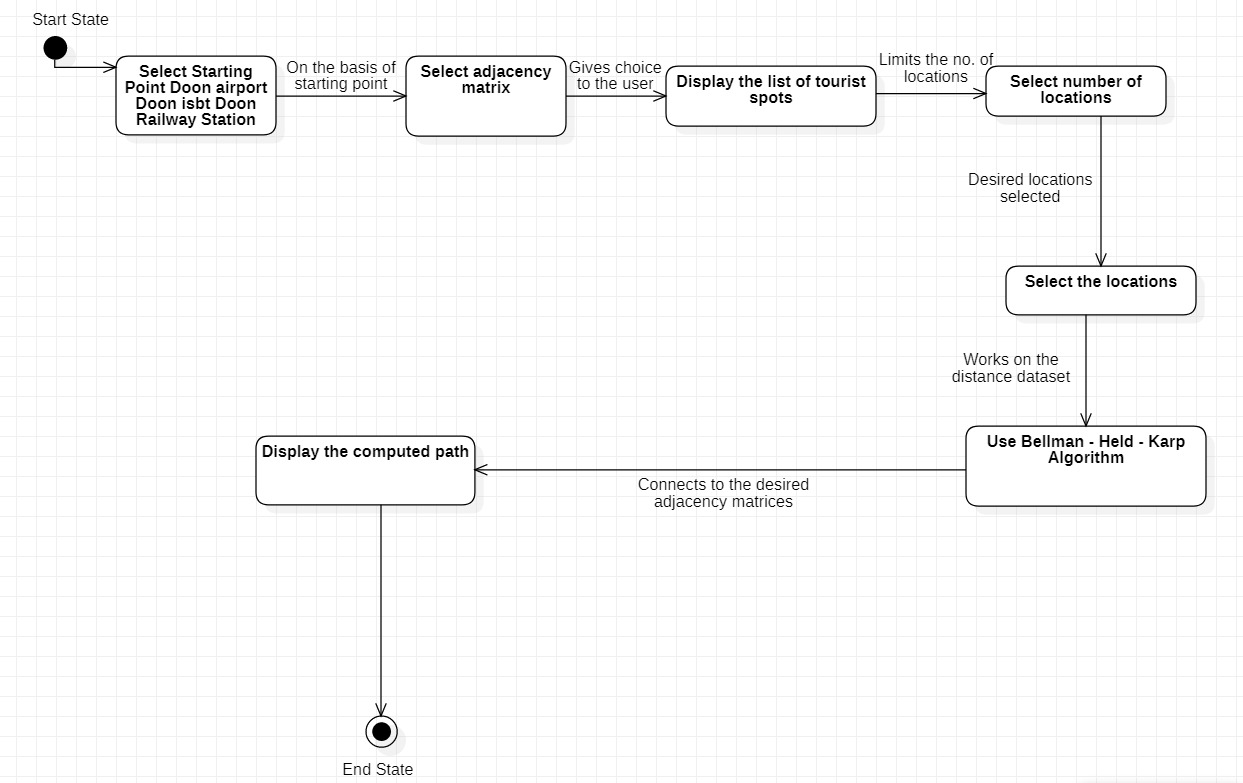 Start State
Select Starting
Point Doon airport
Doon isbt Doon
Railway Station
On the basis of
starting point
Select adjacency
matrix
Gives choice
to the user
Display the list of tourist
spots
Limits the no. of
locations
Select number of
locations
Desired locations
selected
Select the locations
Works on the
distance dataset
Use Bellman - Held - Karp
Algorithm
Connects to the desired
adjacency matrices
Display the computed path
End State